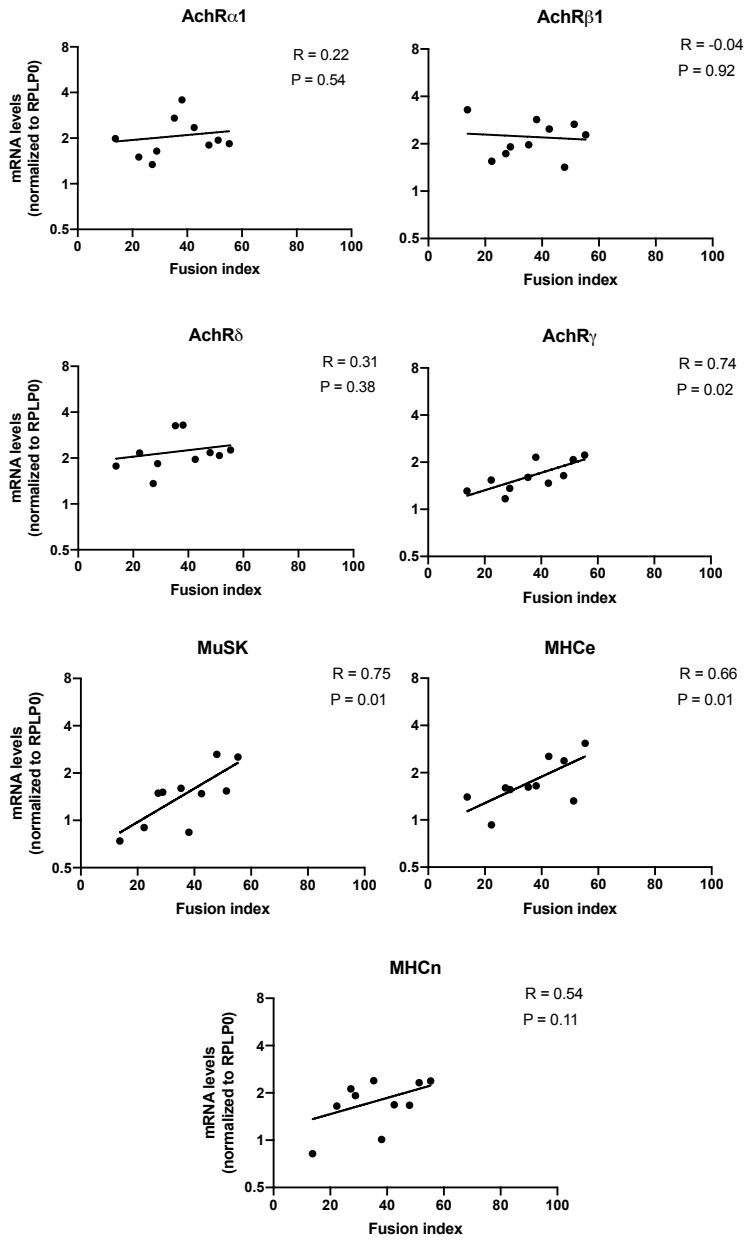 AchRα1
R = 0.22
P = 0.54
mRNA levels
(normalized to RPLP0)
8
4
2
1
0.5
0 20 40 60 80 100
Fusion index
AchRβ1
R = -0.04
P = 0.92
8
4
2
1
0.5
0 20 40 60 80 100
Fusion index
AchRδ
R = 0.31
P = 0.38
mRNA levels
(normalized to RPLP0)
8
4
2
1
0.5
0 20 40 60 80 100
Fusion index
AchRγ
R = 0.74
P = 0.02
8
4
2
1
0.5
0 20 40 60 80 100
Fusion index
MuSK
R = 0.75
P = 0.01
mRNA levels
(normalized to RPLP0)
8
4
2
1
0.5
0 20 40 60 80 100
Fusion index
MHCe
R = 0.66
P = 0.01
8
4
2
1
0.5
0 20 40 60 80 100
Fusion index
MHCn
R = 0.54
P = 0.11
mRNA levels
(normalized to RPLP0)
8
4
2
1
0.5
0 20 40 60 80 100
Fusion index